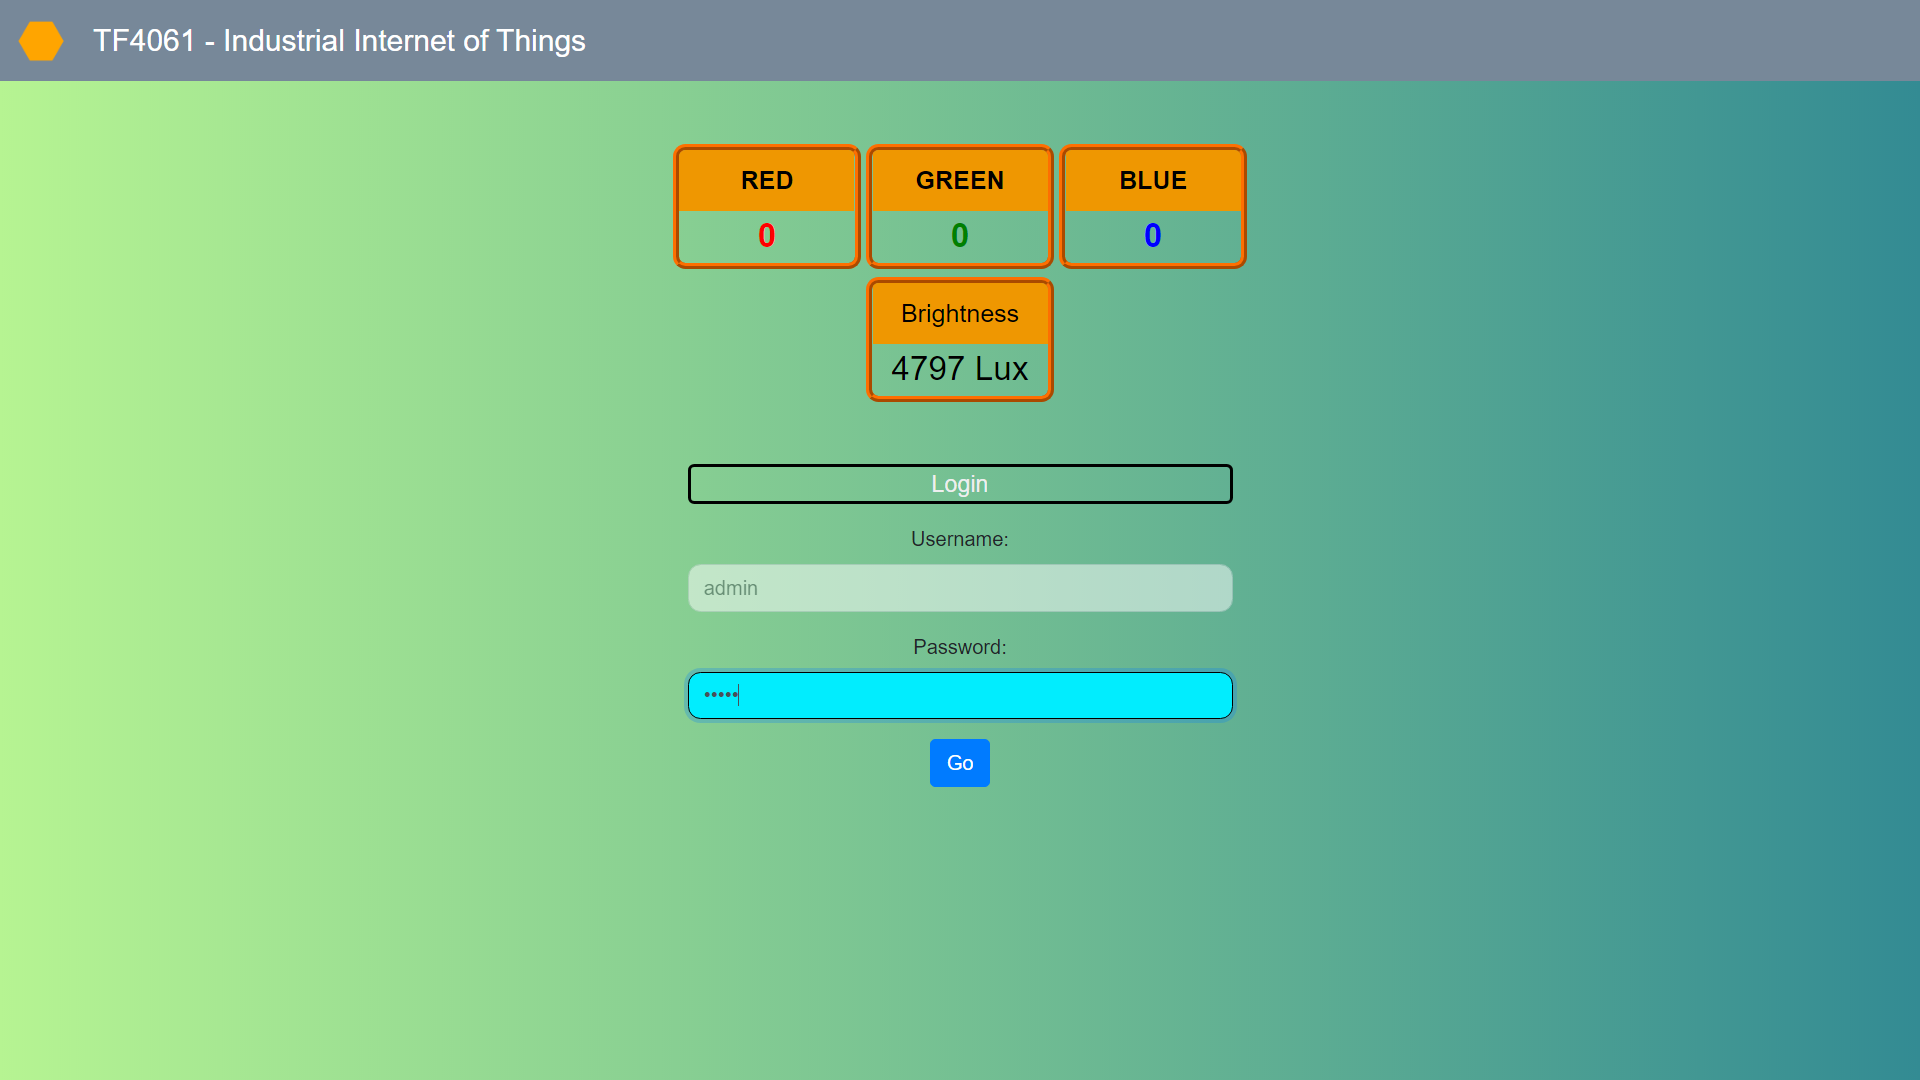 TF4061 - Industrial Internet of Things
RED GREEN BLUE
0 0 0
Brightness
4797 Lux
Login
Username:
admin
Password:
•••••
Go